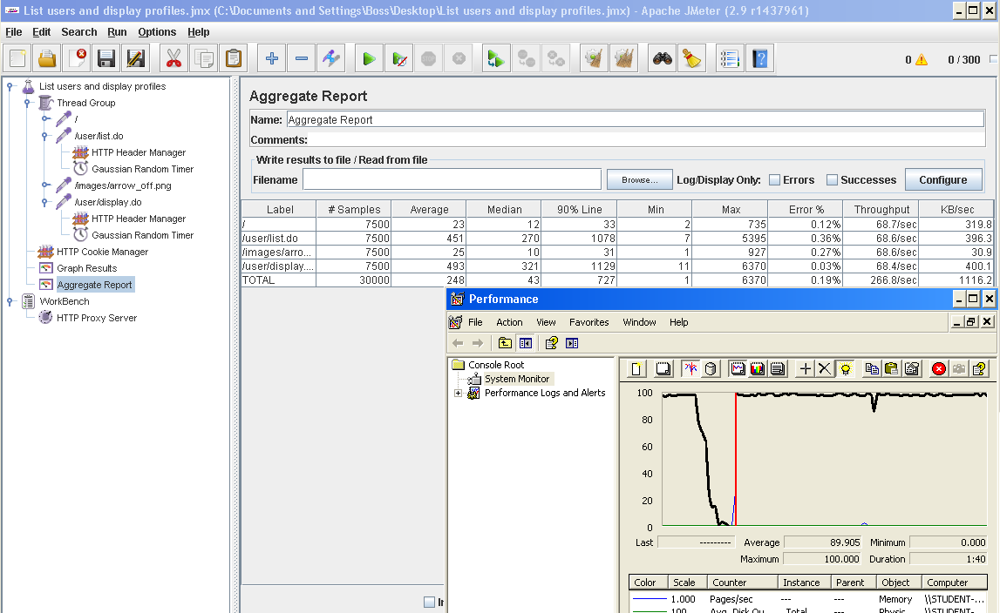 List users and display profiles.jmx (C:\Documents and Settings\Boss\Desktop\List users and display profiles.jmx) - Apache JMeter (2.9 r1437961)
File Edit Search Run Options Help
0 0 / 300
List users and display profiles
Thread Group
/
/user/list.do
HTTP Header Manager
Gaussian Random Timer
/images/arrow_off.png
/user/display.do
HTTP Header Manager
Gaussian Random Timer
HTTP Cookie Manager
Graph Results
Aggregate Report
WorkBench
HTTP Proxy Server
Aggregate Report
Name: Aggregate Report
Comments:
Write results to file / Read from file
Filename Browse... Log/Display Only: Errors Successes Configure
Label # Samples Average Median 90% Line Min Max Error % Throughput KB/sec
/ 7500 23 12 33 2 735 0.12% 68.7/sec 319.8
/user/list.do 7500 451 270 1078 7 5395 0.36% 68.6/sec 396.3
/images/arro... 7500 25 10 31 1 927 0.27% 68.6/sec 30.9
/user/display.... 7500 493 321 1129 11 6370 0.03% 68.4/sec 400.1
TOTAL 30000 248 43 727 1 6370 0.19% 266.8/sec 1116.2
Performance
File Action View Favorites Window Help
Console Root
System Monitor
Performance Logs and Alerts
100
80
60
40
20
0
Last --------- Average 89.905 Minimum 0.000
Maximum 100.000 Duration 1:40
Color Scale Counter Instance Parent Object Computer
1.000 Pages/sec --- --- Memory \\STUDENT-...